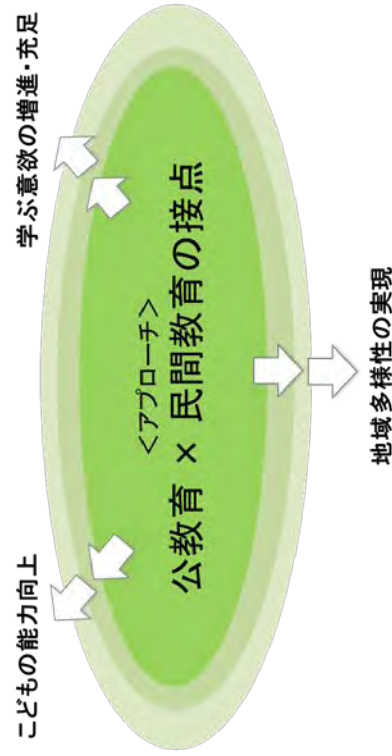 こどもの能力向上
学ぶ意欲の増進・充足
<アプローチ>
公教育 × 民間教育の接点
地域多様性の実現